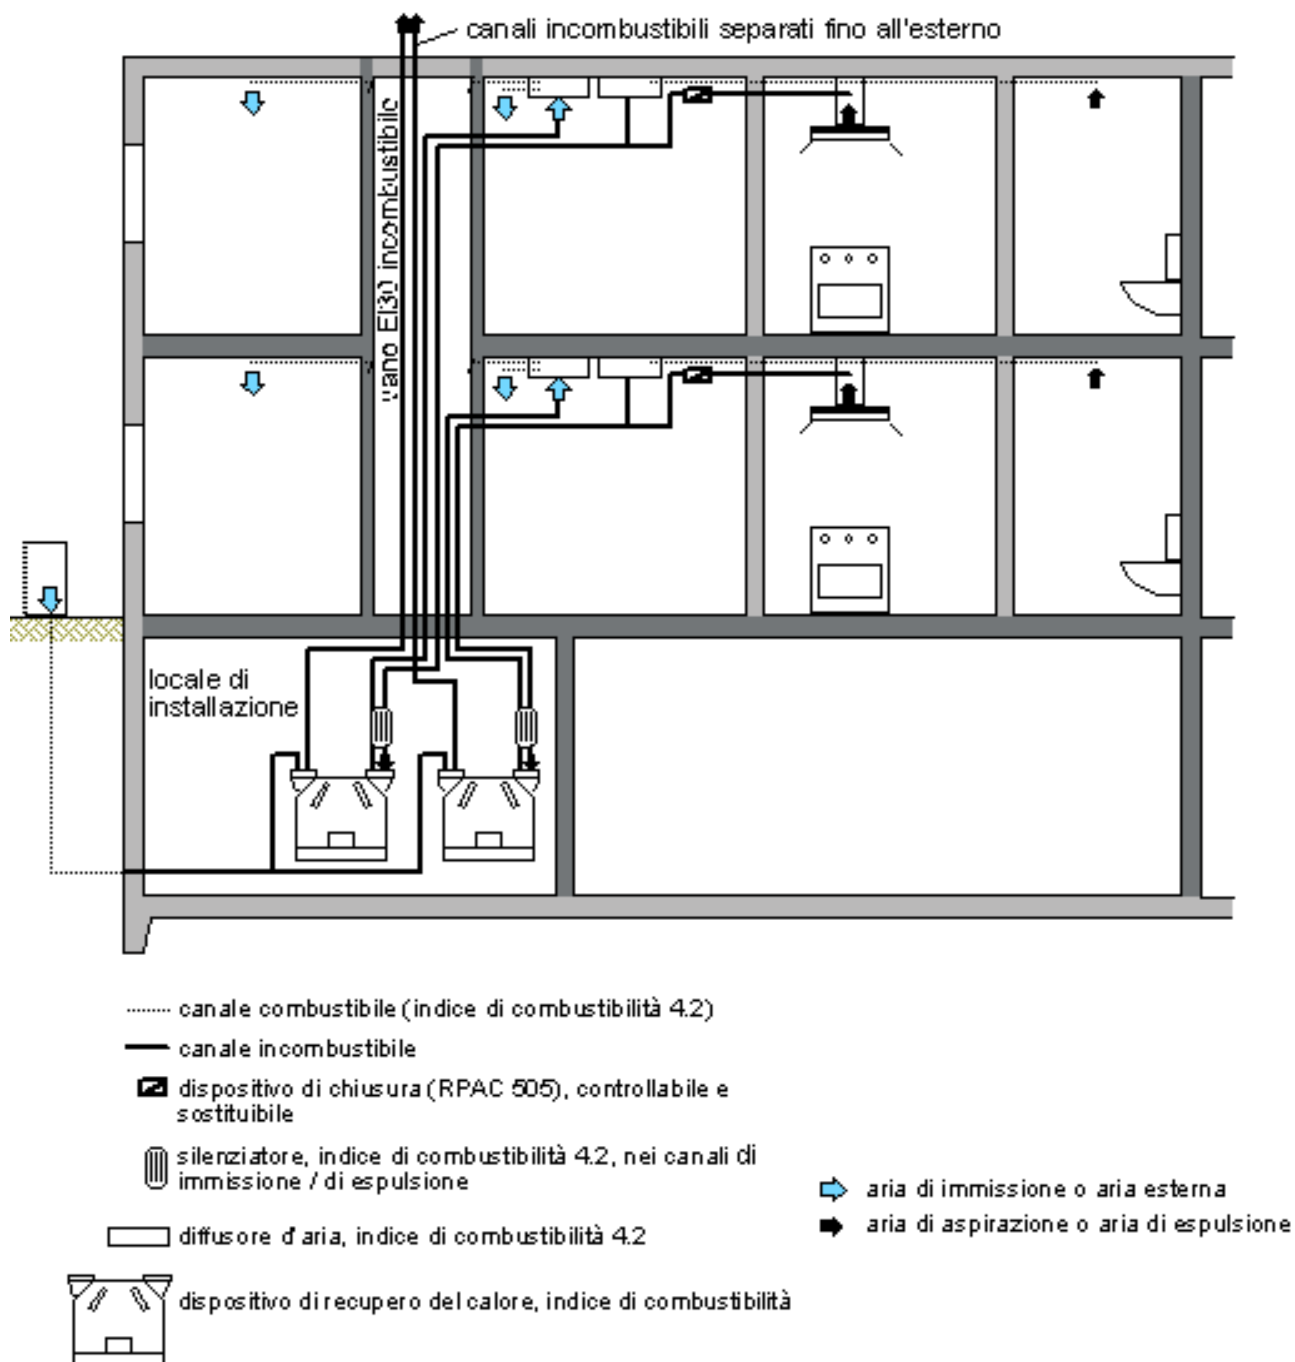 canali incombustibili separati fino all'esterno
vano EI30 incombustibile
locale di
installazione
canale combustibile (indice di combustibilità 4.2)
canale incombustibile
dispositivo di chiusura (RPAC 505), controllabile e
sostituibile
silenziatore, indice di combustibilità 4.2, nei canali di
immissione / di espulsione
aria di immissione o aria esterna
aria di aspirazione o aria di espulsione
diffusore d'aria, indice di combustibilità 4.2
dispositivo di recupero del calore, indice di combustibilità